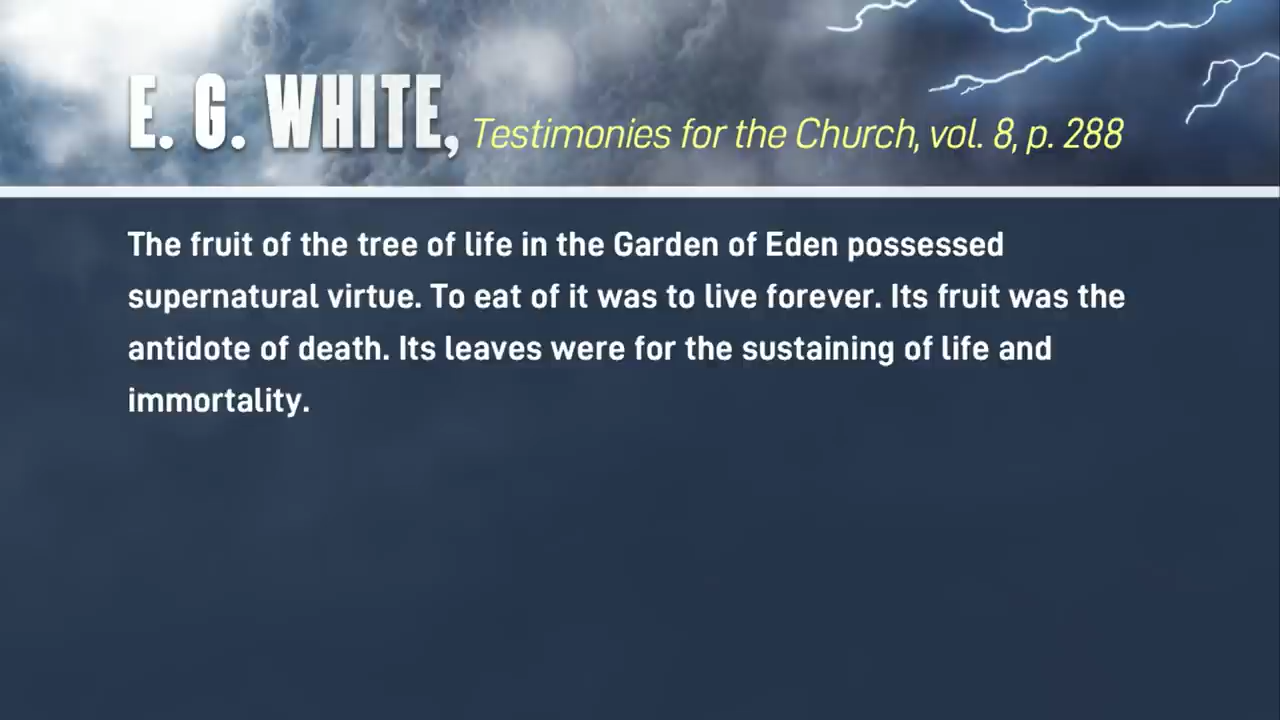 E. G. WHITE, Testimonies for the Church, vol. 8, p. 288
The fruit of the tree of life in the Garden of Eden possessed
supernatural virtue. To eat of it was to live forever. Its fruit was the
antidote of death. Its leaves were for the sustaining of life and
immortality.